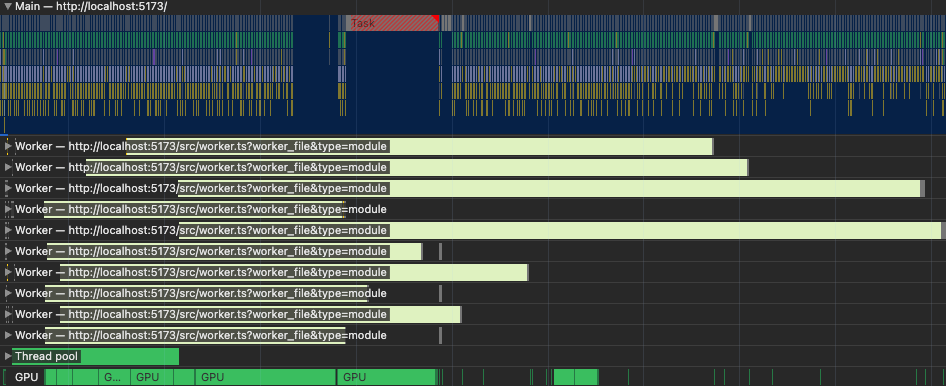 Main — http://localhost:5173/
Task
Worker — http://localhost:5173/src/worker.ts?worker_file&type=module
Worker — http://localhost:5173/src/worker.ts?worker_file&type=module
Worker — http://localhost:5173/src/worker.ts?worker_file&type=module
Worker — http://localhost:5173/src/worker.ts?worker_file&type=module
Worker — http://localhost:5173/src/worker.ts?worker_file&type=module
Worker — http://localhost:5173/src/worker.ts?worker_file&type=module
Worker — http://localhost:5173/src/worker.ts?worker_file&type=module
Worker — http://localhost:5173/src/worker.ts?worker_file&type=module
Worker — http://localhost:5173/src/worker.ts?worker_file&type=module
Worker — http://localhost:5173/src/worker.ts?worker_file&type=module
Thread pool
GPU G... GPU GPU GPU